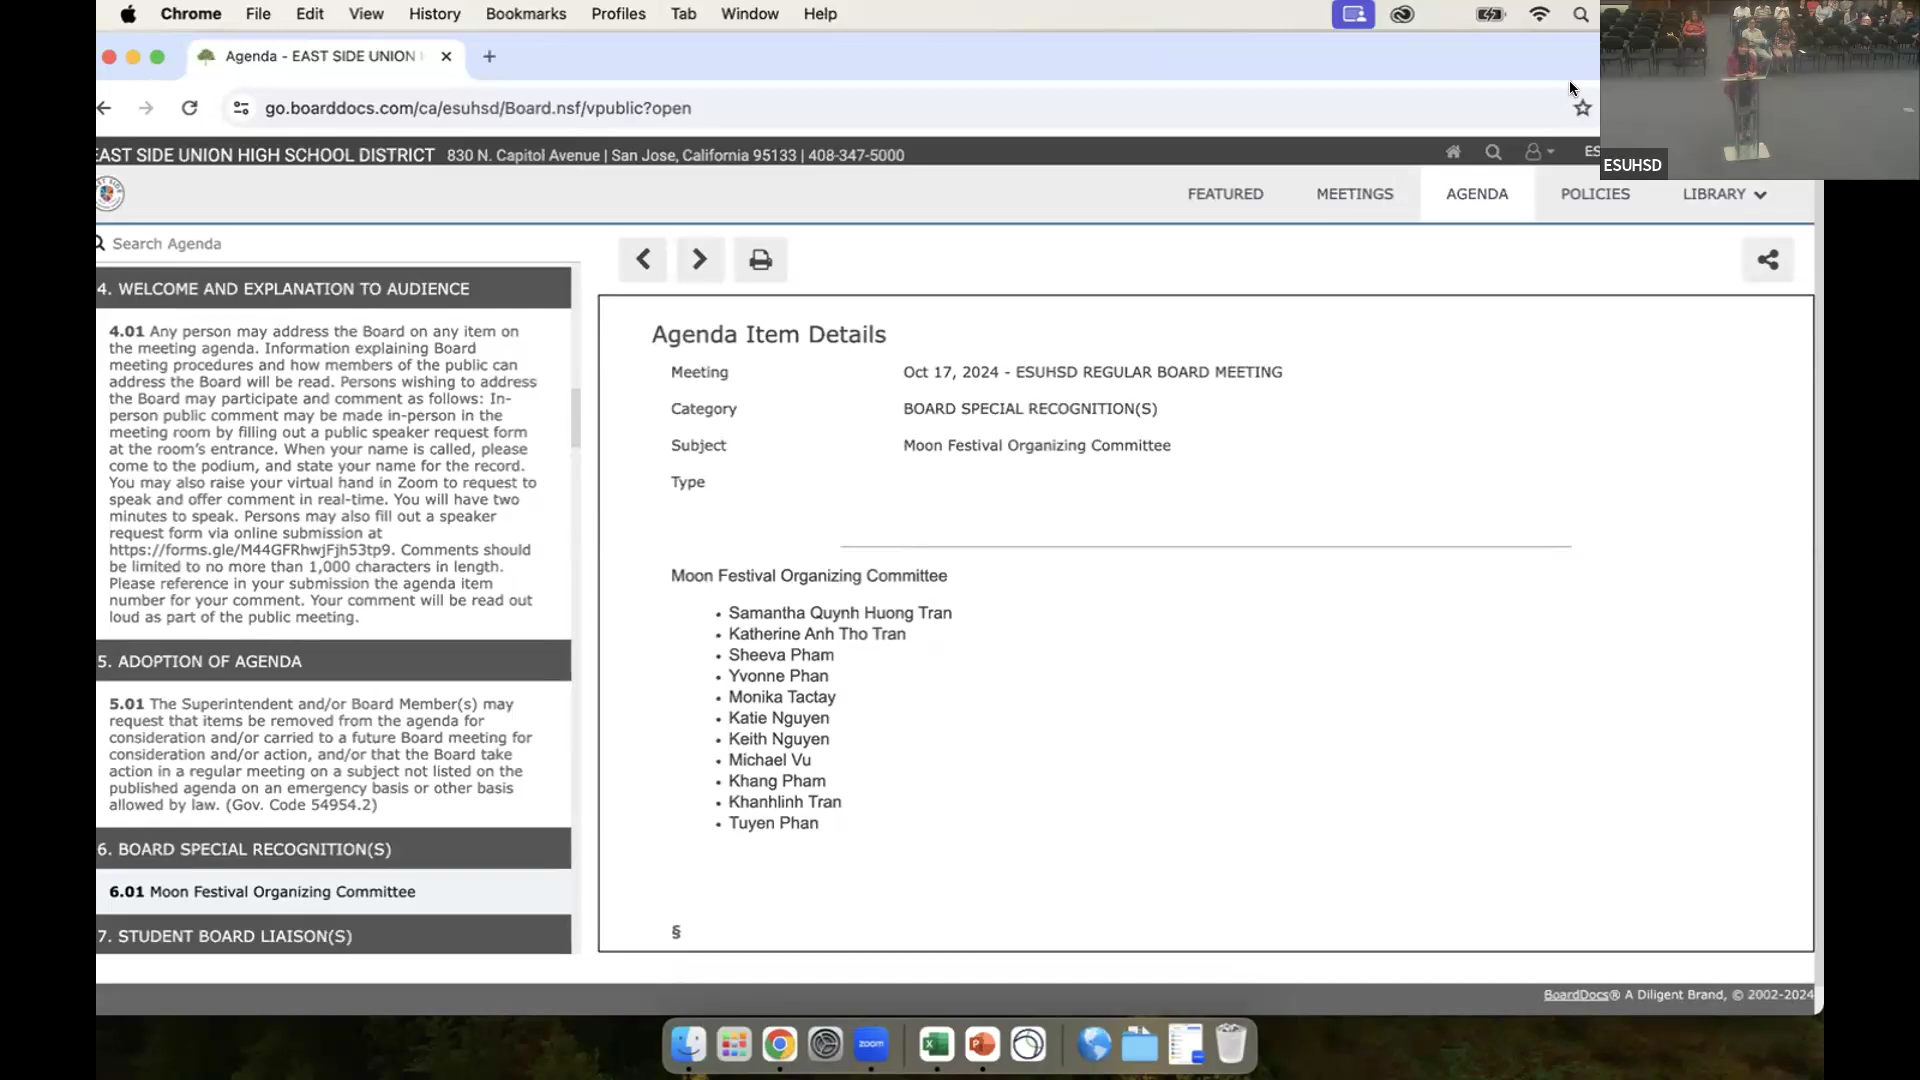 Chrome File Edit View History Bookmarks Profiles Tab Window Help
Agenda - EAST SIDE UNION
go.boarddocs.com/ca/esuhsd/Board.nsf/vpublic?open
ESUHSD
EAST SIDE UNION HIGH SCHOOL DISTRICT 830 N. Capitol Avenue | San Jose, California 95133 | 408-347-5000
ES
FEATURED MEETINGS AGENDA POLICIES LIBRARY
Search Agenda
4. WELCOME AND EXPLANATION TO AUDIENCE
4.01 Any person may address the Board on any item on
the meeting agenda. Information explaining Board
meeting procedures and how members of the public can
address the Board will be read. Persons wishing to address
the Board may participate and comment as follows: In-
person public comment may be made in-person in the
meeting room by filling out a public speaker request form
at the room's entrance. When your name is called, please
come to the podium, and state your name for the record.
You may also raise your virtual hand in Zoom to request to
speak and offer comment in real-time. You will have two
minutes to speak. Persons may also fill out a speaker
request form via online submission at
https://forms.gle/M44GFRhwjFjh53tp9. Comments should
be limited to no more than 1,000 characters in length.
Please reference in your submission the agenda item
number for your comment. Your comment will be read out
loud as part of the public meeting.
5. ADOPTION OF AGENDA
5.01 The Superintendent and/or Board Member(s) may
request that items be removed from the agenda for
consideration and/or carried to a future Board meeting for
consideration and/or action, and/or that the Board take
action in a regular meeting on a subject not listed on the
published agenda on an emergency basis or other basis
allowed by law. (Gov. Code 54954.2)
6. BOARD SPECIAL RECOGNITION(S)
6.01 Moon Festival Organizing Committee
7. STUDENT BOARD LIAISON(S)
Agenda Item Details
Meeting Oct 17, 2024 - ESUHSD REGULAR BOARD MEETING
Category BOARD SPECIAL RECOGNITION(S)
Subject Moon Festival Organizing Committee
Type
Moon Festival Organizing Committee
• Samantha Quynh Huong Tran
• Katherine Anh Tho Tran
• Sheeva Pham
• Yvonne Phan
• Monika Tactay
• Katie Nguyen
• Keith Nguyen
• Michael Vu
• Khang Pham
• Khanhlinh Tran
• Tuyen Phan
§
BoardDocs® A Diligent Brand, © 2002-2024
zoom